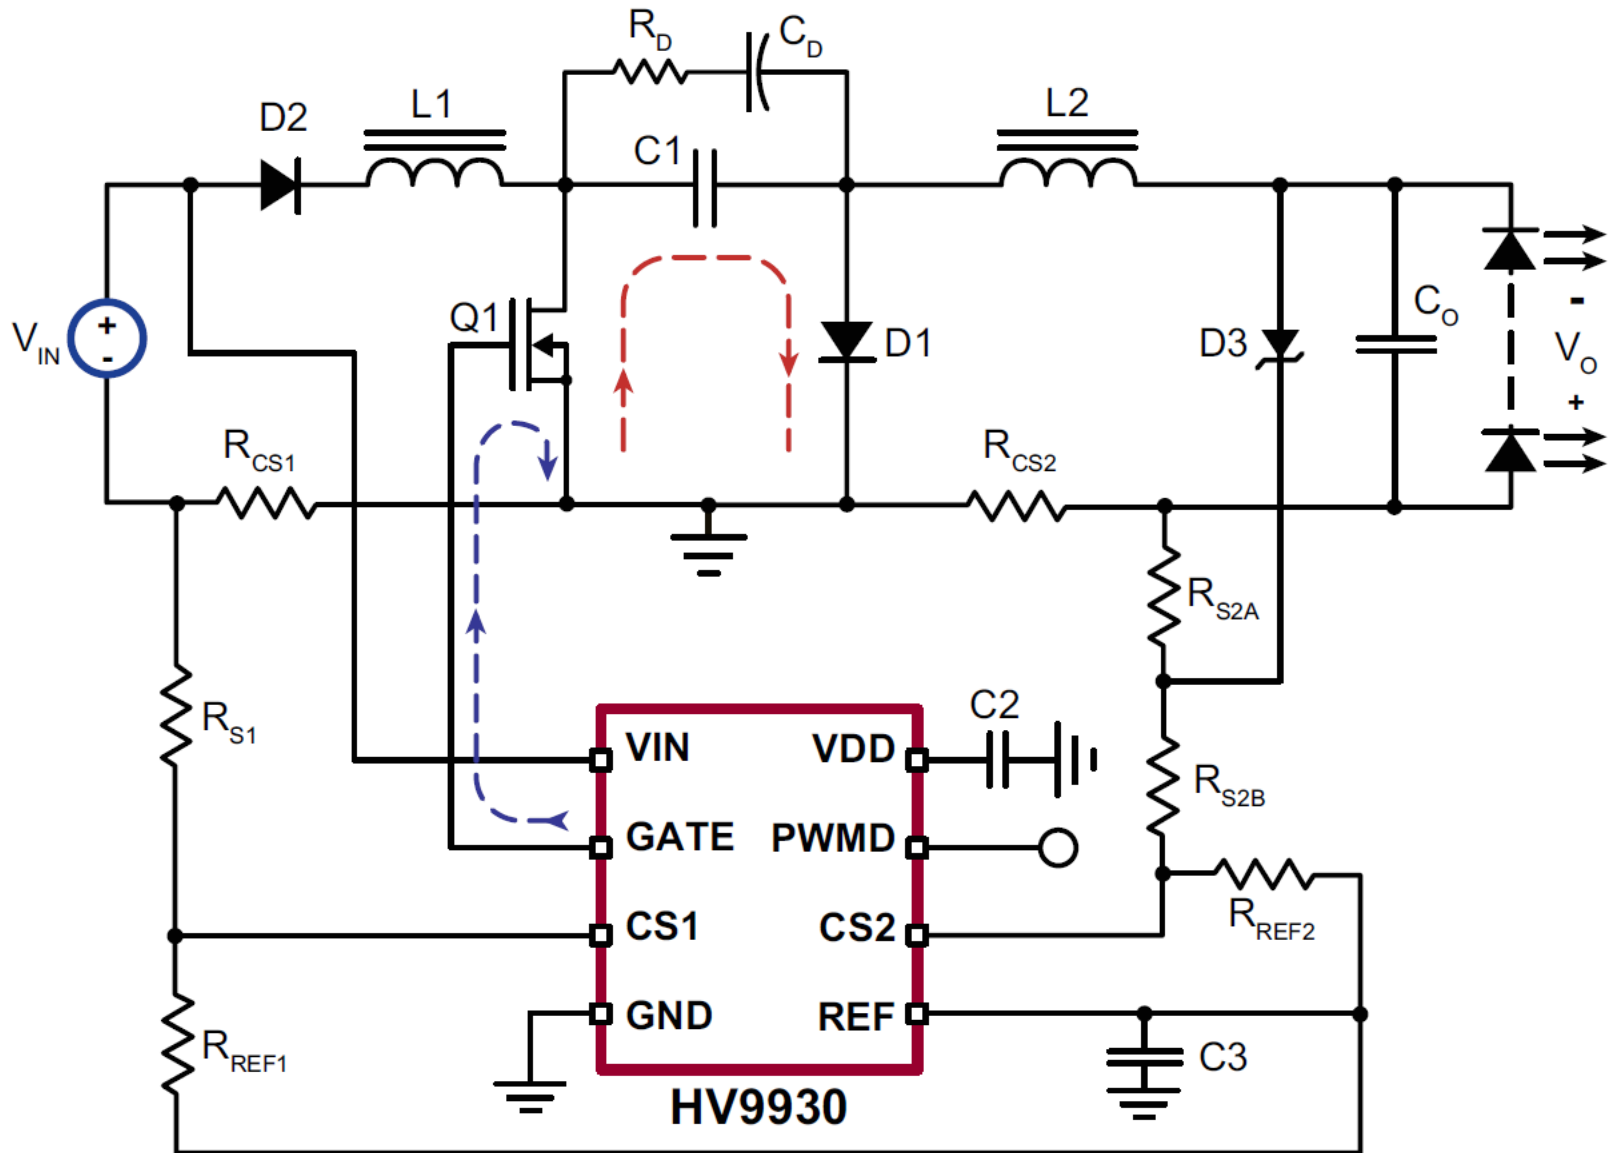 RD
CD
D2
L1
C1
L2
VIN
+
-
Q1
D1
D3
CO
-
VO
+
RCS1
RCS2
RS1
RS2A
RS2B
C2
VIN
VDD
GATE
PWMD
CS1
CS2
GND
REF
RREF2
RREF1
C3
HV9930